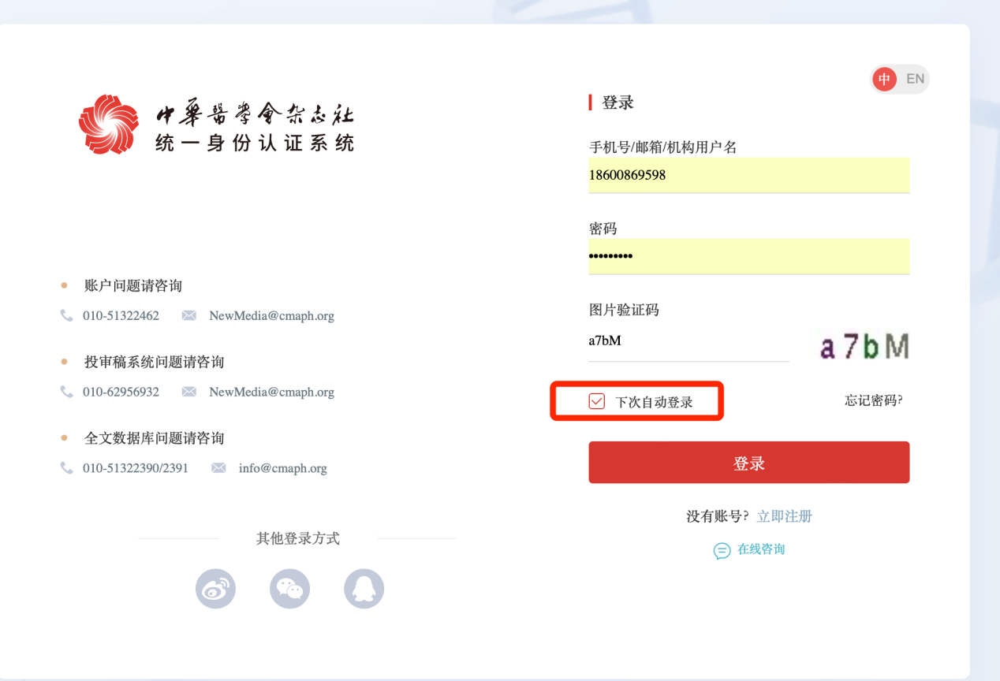 中華醫學會杂志社
统一身份认证系统
账户问题请咨询
010-51322462 NewMedia@cmaph.org
投审稿系统问题请咨询
010-62956932 NewMedia@cmaph.org
全文数据库问题请咨询
010-51322390/2391 info@cmaph.org
其他登录方式
中 EN
登录
手机号/邮箱/机构用户名
18600869598
密码
•••••••••
图片验证码
a7bM a7bM
下次自动登录 忘记密码?
登录
没有账号? 立即注册
在线咨询